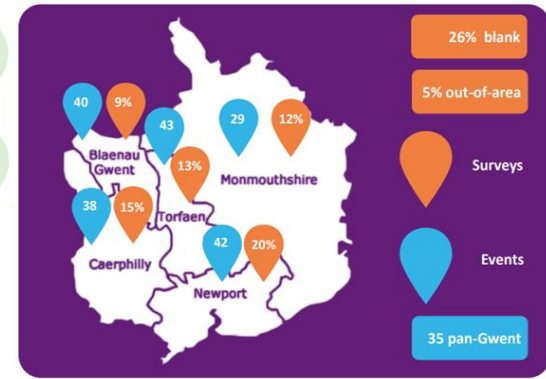 26% blank
5% out-of-area
40
9%
43
29
12%
Blaenau
Gwent
13%
Monmouthshire
Surveys
38
15%
Torfaen
42
20%
Caerphilly
Events
Newport
35 pan-Gwent